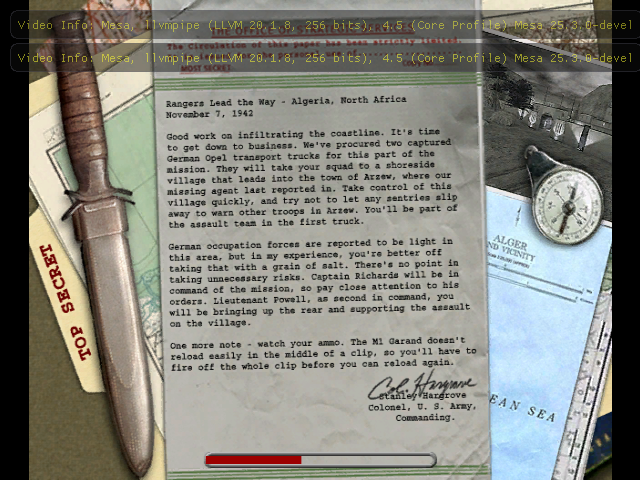 Video Info: Mesa, llvmpipe (LLVM 20.1.8, 256 bits), 4.5 (Core Profile) Mesa 25.3.0-devel
The Circulation of this paper has been strictly limited.
Video Info: Mesa, llvmpipe (LLVM 20.1.8, 256 bits), 4.5 (Core Profile) Mesa 25.3.0-devel
MOST SECRET
Rangers Lead the Way - Algeria, North Africa
November 7, 1942
Good work on infiltrating the coastline. It's time
to get down to business. We've procured two captured
German Opel transport trucks for this part of the
mission. They will take your squad to a shoreside
village that leads into the town of Arzew, where our
missing agent last reported in. Take control of this
village quickly, and try not to let any sentries slip
away to warn other troops in Arzew. You'll be part of
the assault team in the first truck.
German occupation forces are reported to be light in
this area, but in my experience, you're better off
taking that with a grain of salt. There's no point in
taking unnecessary risks. Captain Richards will be in
command of the mission, so pay close attention to his
orders. Lieutenant Powell, as second in command, you
will be bringing up the rear and supporting the assault
on the village.
One more note - watch your ammo. The M1 Garand doesn't
reload easily in the middle of a clip, so you'll have to
fire off the whole clip before you can reload again.
Col. Hargrove
Stanley Hargrove
Colonel, U. S. Army,
Commanding.
TOP SECRET
ALGER
ND VICINITY
EAN SEA